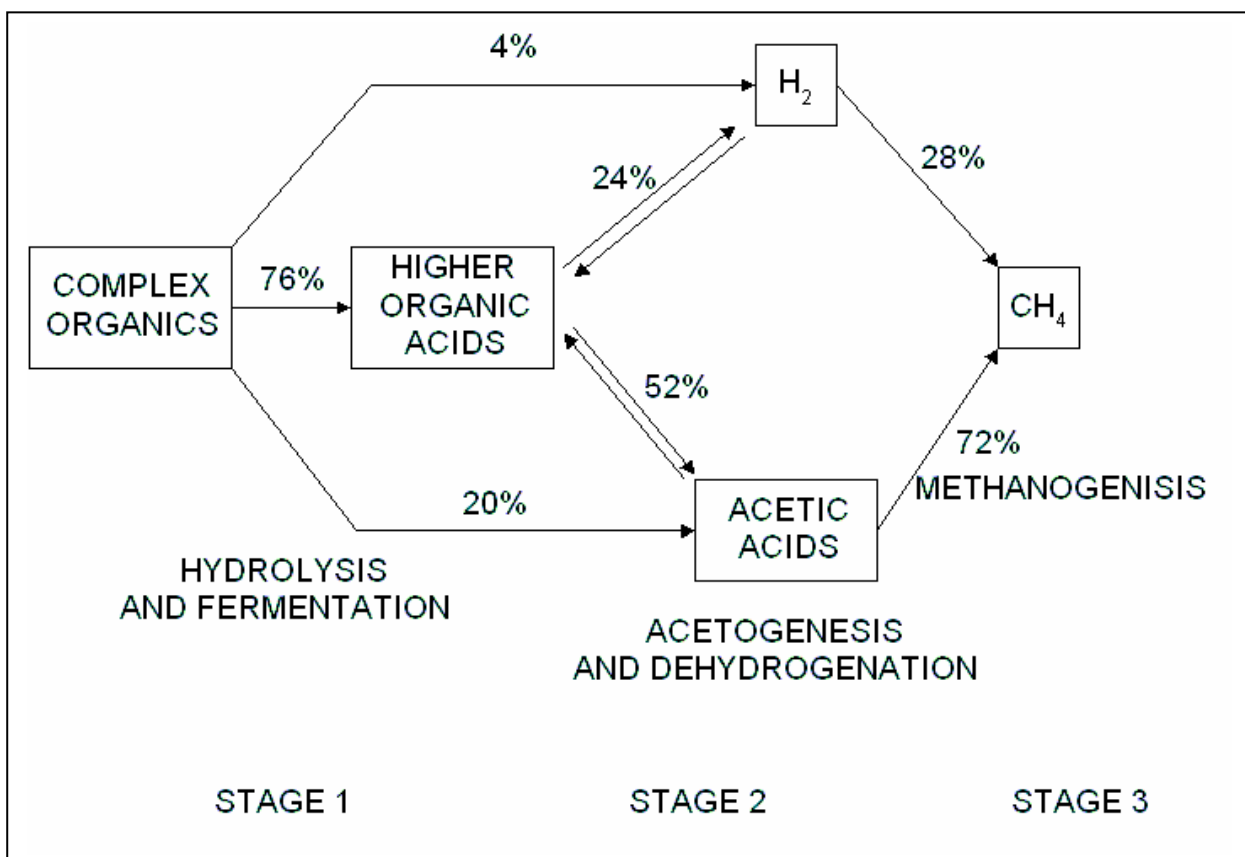 4%
H₂
24%
28%
COMPLEX
ORGANICS
76%
HIGHER
ORGANIC
ACIDS
CH₄
52%
72%
METHANOGENISIS
20%
ACETIC
ACIDS
HYDROLYSIS
AND FERMENTATION
ACETOGENESIS
AND DEHYDROGENATION
STAGE 1
STAGE 2
STAGE 3